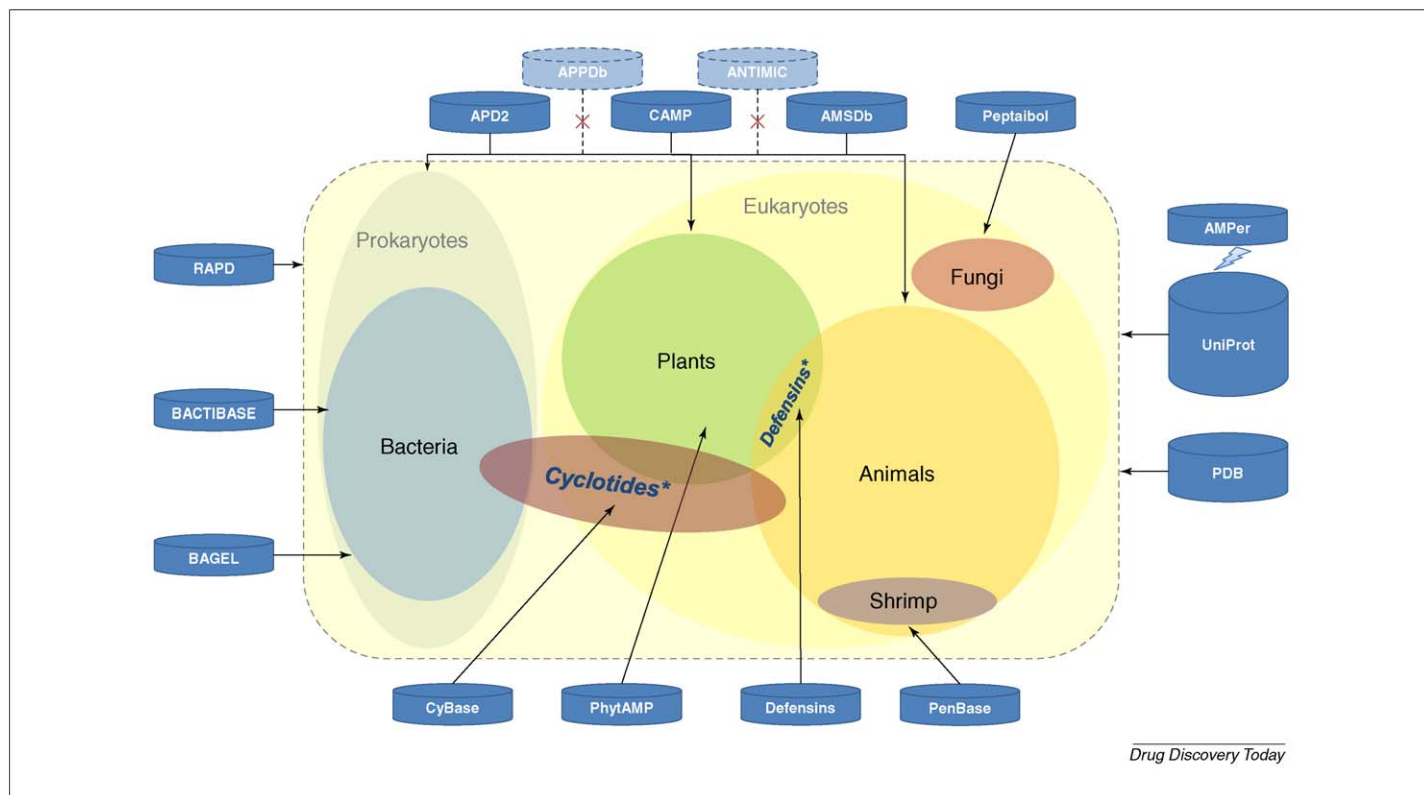 APPDb
ANTIMIC
APD2
CAMP
AMSDb
Peptaibol
Eukaryotes
AMPer
Prokaryotes
RAPD
Fungi
UniProt
Plants
Defensins*
BACTIBASE
Bacteria
Cyclotides*
Animals
PDB
BAGEL
Shrimp
CyBase
PhytAMP
Defensins
PenBase
Drug Discovery Today